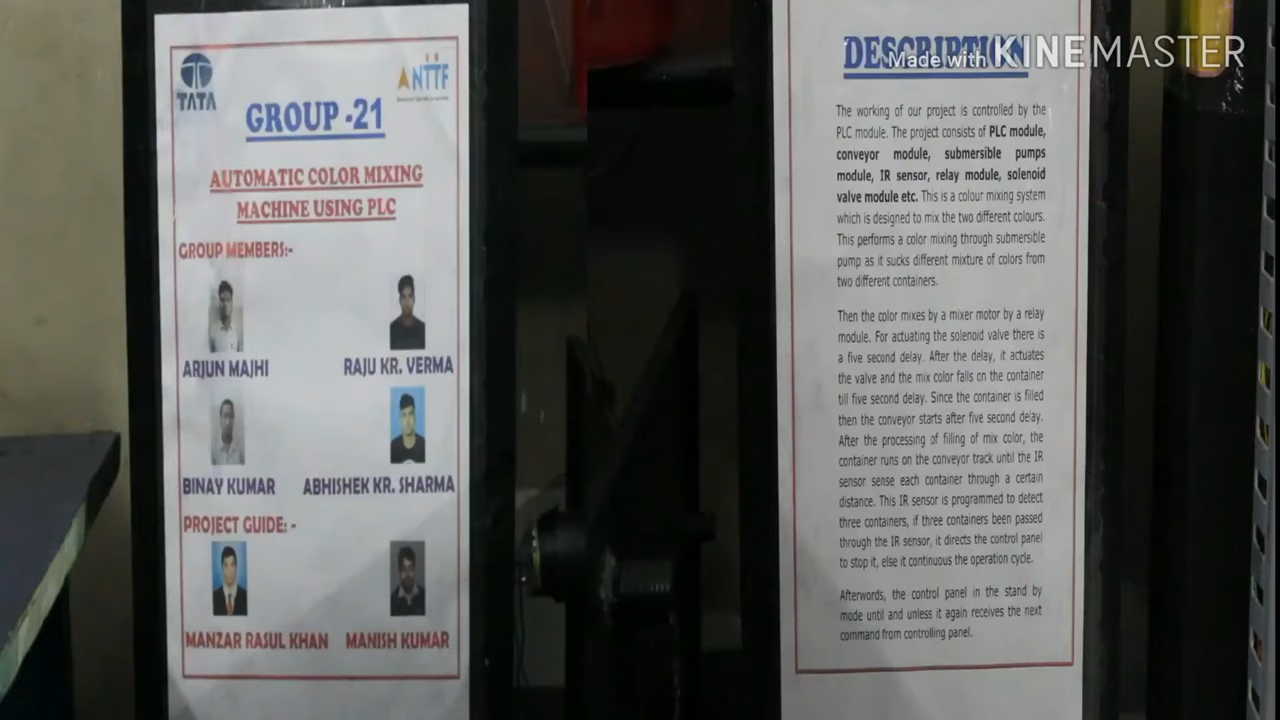 TATA
NTTF
GROUP -21
AUTOMATIC COLOR MIXING
MACHINE USING PLC
GROUP MEMBERS:-
ARJUN MAJHI
RAJU KR. VERMA
BINAY KUMAR
ABHISHEK KR. SHARMA
PROJECT GUIDE: -
MANZAR RASUL KHAN
MANISH KUMAR
DESCRIPTION
Made with KINEMASTER
The working of our project is controlled by the
PLC module. The project consists of PLC module,
conveyor module, submersible pumps
module, IR sensor, relay module, solenoid
valve module etc. This is a colour mixing system
which is designed to mix the two different colours.
This performs a color mixing through submersible
pump as it sucks different mixture of colors from
two different containers.
Then the color mixes by a mixer motor by a relay
module. For actuating the solenoid valve there is
a five second delay. After the delay, it actuates
the valve and the mix color falls on the container
till five second delay. Since the container is filled
then the conveyor starts after five second delay.
After the processing of filling of mix color, the
container runs on the conveyor track until the IR
sensor sense each container through a certain
distance. This IR sensor is programmed to detect
three containers, if three containers been passed
through the IR sensor, it directs the control panel
to stop it, else it continuous the operation cycle.
Afterwords, the control panel in the stand by
mode until and unless it again receives the next
command from controlling panel.